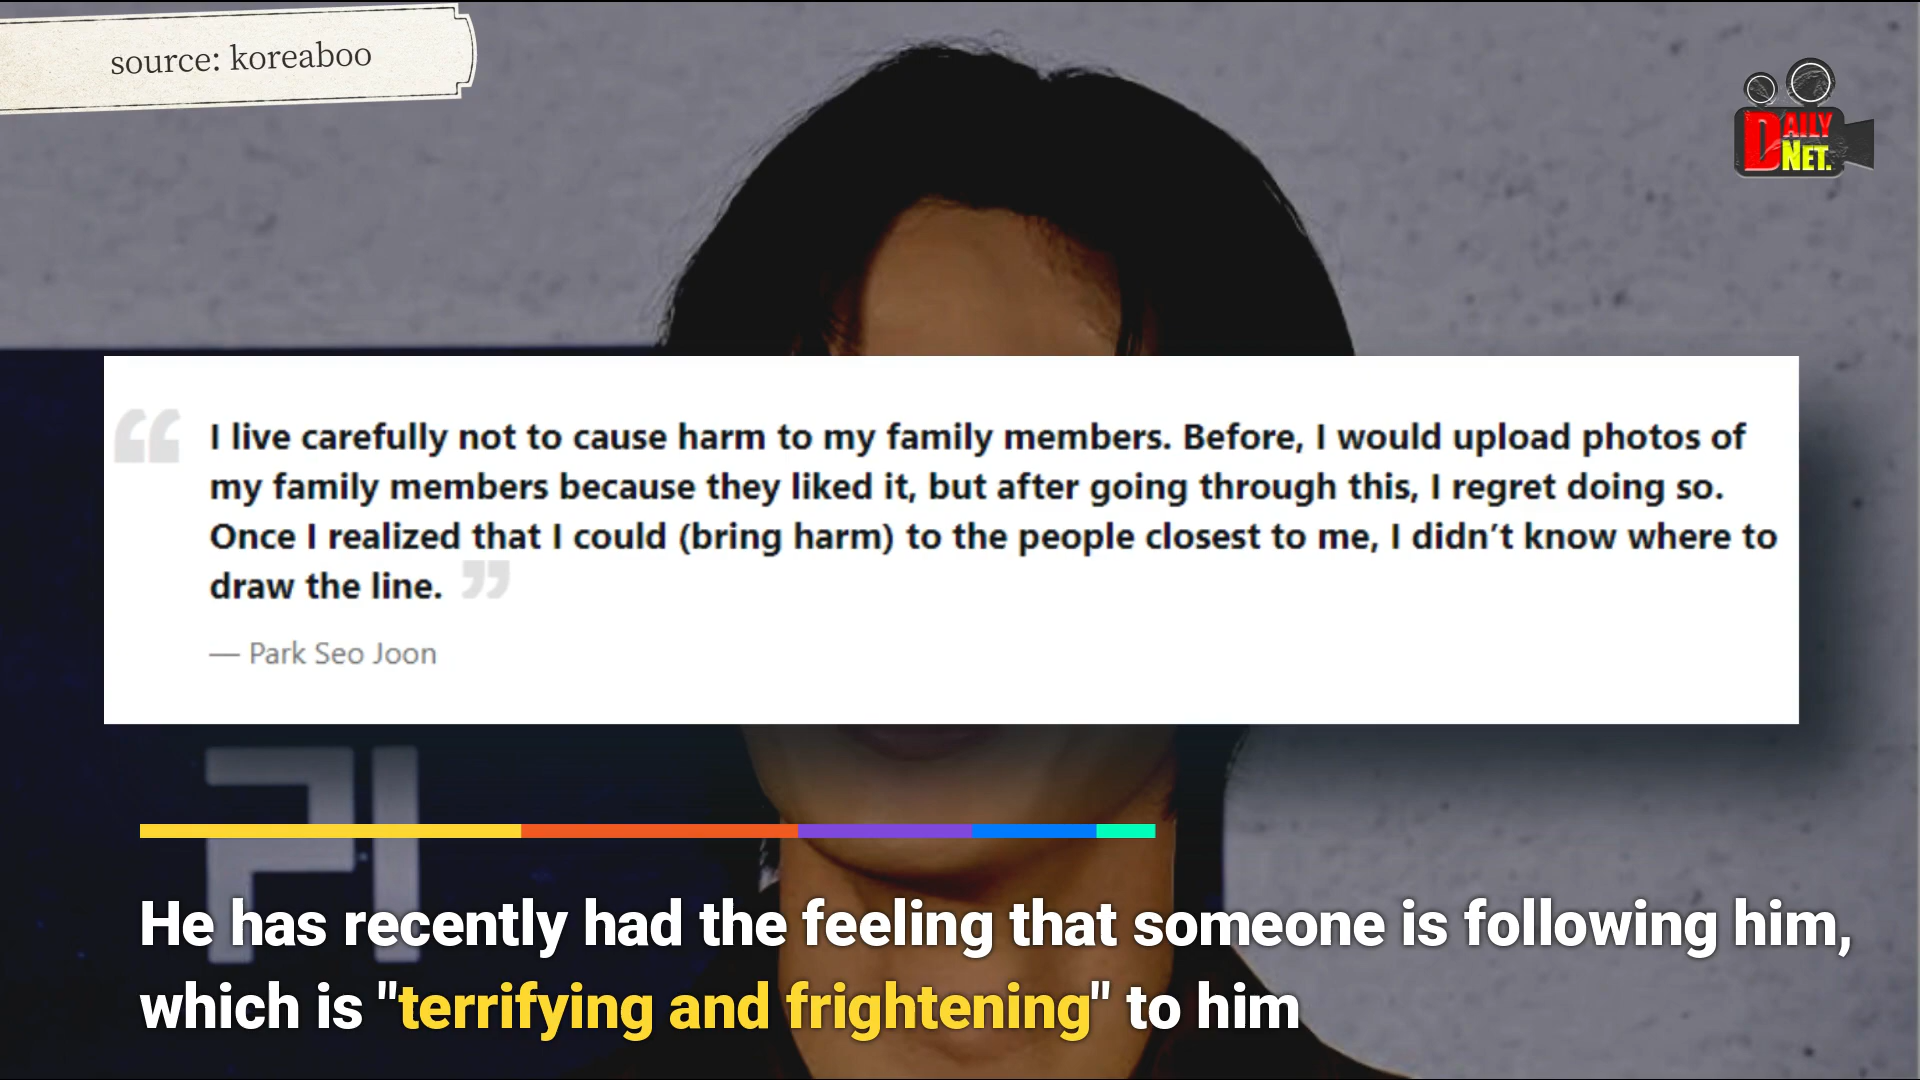 source: koreaboo
DAILY
NET.
“ I live carefully not to cause harm to my family members. Before, I would upload photos of
my family members because they liked it, but after going through this, I regret doing so.
Once I realized that I could (bring harm) to the people closest to me, I didn’t know where to
draw the line. ”
— Park Seo Joon
리
He has recently had the feeling that someone is following him,
which is "terrifying and frightening" to him